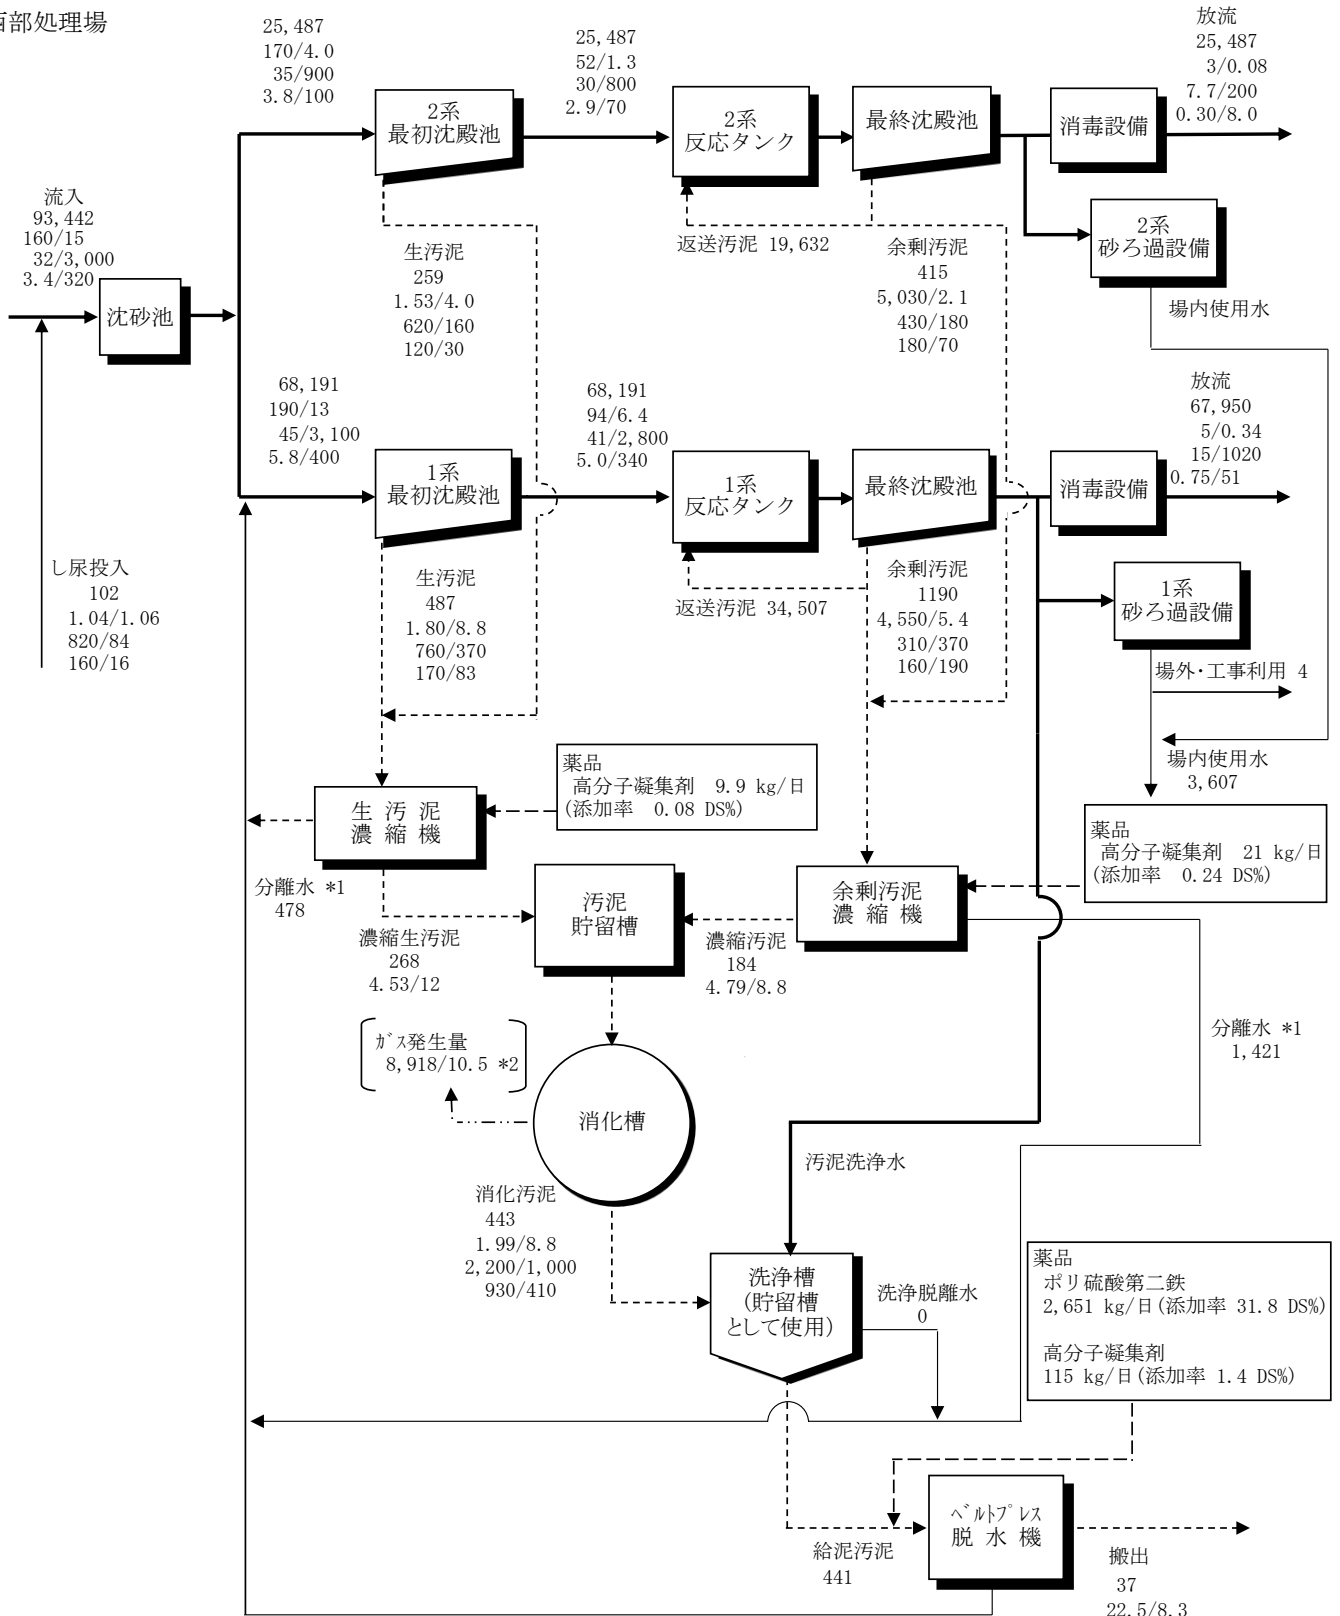 西部処理場
25,487
170/4.0
35/900
3.8/100
25,487
52/1.3
30/800
2.9/70
放流
25,487
3/0.08
7.7/200
0.30/8.0
2系
最初沈殿池
2系
反応タンク
最終沈殿池
消毒設備
流入
93,442
160/15
32/3,000
3.4/320
沈砂池
生汚泥
259
1.53/4.0
620/160
120/30
返送汚泥 19,632
余剰汚泥
415
5,030/2.1
430/180
180/70
2系
砂ろ過設備
場内使用水
68,191
190/13
45/3,100
5.8/400
68,191
94/6.4
41/2,800
5.0/340
放流
67,950
5/0.34
15/1020
0.75/51
1系
最初沈殿池
1系
反応タンク
最終沈殿池
消毒設備
し尿投入
102
1.04/1.06
820/84
160/16
生汚泥
487
1.80/8.8
760/370
170/83
返送汚泥 34,507
余剰汚泥
1190
4,550/5.4
310/370
160/190
1系
砂ろ過設備
場外・工事利用 4
場内使用水
3,607
薬品
高分子凝集剤 9.9 kg/日
(添加率 0.08 DS%)
生汚泥
濃縮機
薬品
高分子凝集剤 21 kg/日
(添加率 0.24 DS%)
分離水 *1
478
汚泥
貯留槽
余剰汚泥
濃縮機
濃縮生汚泥
268
4.53/12
濃縮汚泥
184
4.79/8.8
ガス発生量
8,918/10.5 *2
分離水 *1
1,421
消化槽
汚泥洗浄水
消化汚泥
443
1.99/8.8
2,200/1,000
930/410
洗浄槽
(貯留槽
として使用)
洗浄脱離水
0
薬品
ポリ硫酸第二鉄
2,651 kg/日(添加率 31.8 DS%)
高分子凝集剤
115 kg/日(添加率 1.4 DS%)
ベルトプレス
脱水機
給泥汚泥
441
搬出
37
22.5/8.3